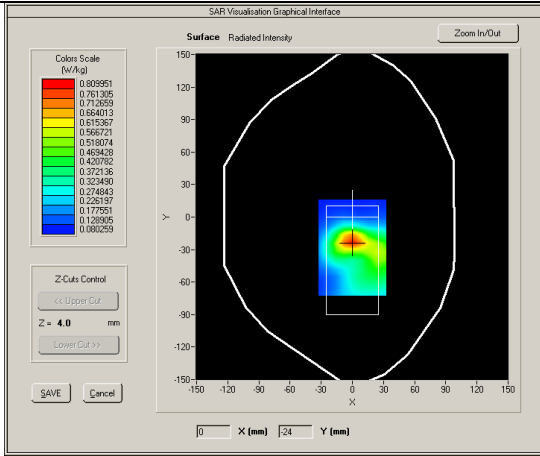 SAR Visualisation Graphical Interface
Surface Radiated Intensity
Zoom In/Out
Colors Scale
(W/kg)
0.809951
0.761305
0.712659
0.664013
0.615367
0.566721
0.518074
0.469428
0.420782
0.372136
0.323490
0.274843
0.226197
0.177551
0.128905
0.080259
Z-Cuts Control
<< Upper Cut
Z = 4.0 mm
Lower Cut >>
SAVE Cancel
150-
120-
90-
60-
30-
0-
-30-
-60-
-90-
-120-
-150-
Y
-150 -120 -90 -60 -30 0 30 60 90 120 150
X
0 X (mm) -24 Y (mm)